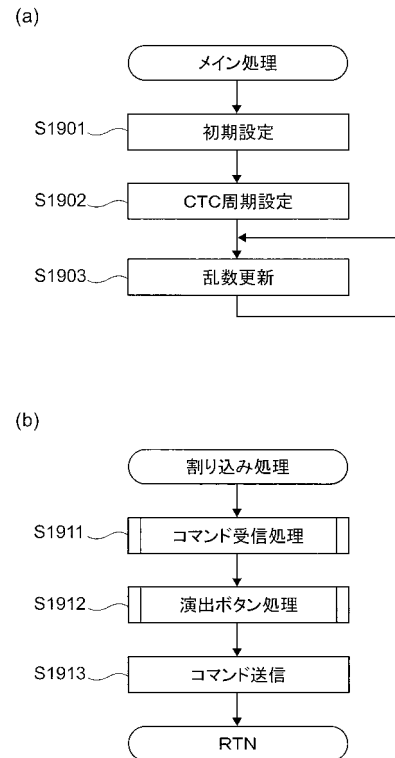 (a)
メイン処理
S1901
初期設定
S1902
CTC周期設定
S1903
乱数更新
(b)
割り込み処理
S1911
コマンド受信処理
S1912
演出ボタン処理
S1913
コマンド送信
RTN